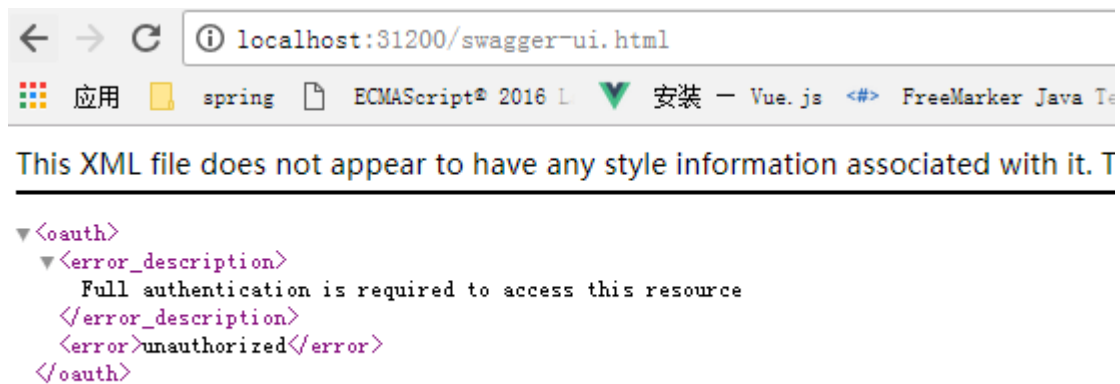 localhost:31200/swagger-ui.html
应用 spring ECMAScript® 2016 L 安装 — Vue.js <#> FreeMarker Java Te
This XML file does not appear to have any style information associated with it. T
▼<oauth>
▼<error_description>
Full authentication is required to access this resource
</error_description>
<error>unauthorized</error>
</oauth>